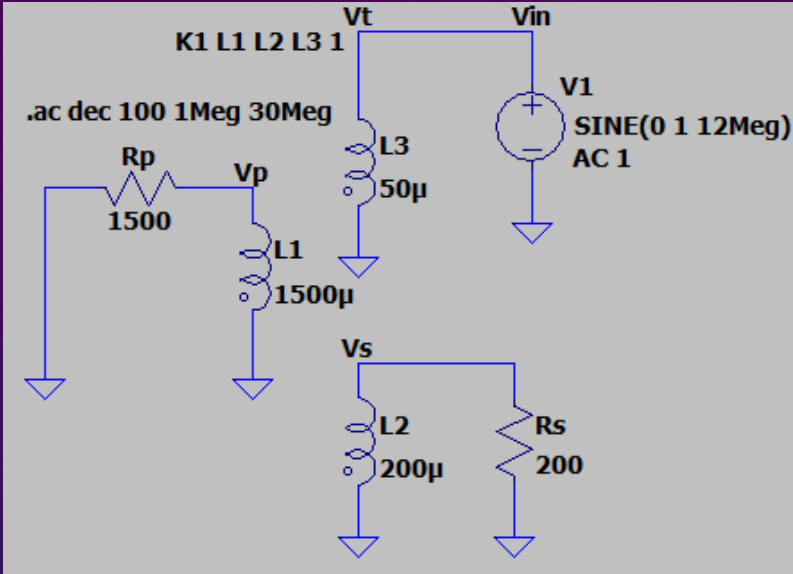 Vt
Vin
K1 L1 L2 L3 1
V1
.ac dec 100 1Meg 30Meg
SINE(0 1 12Meg)
L3
AC 1
Rp
Vp
50µ
1500
L1
1500µ
Vs
L2
Rs
200µ
200